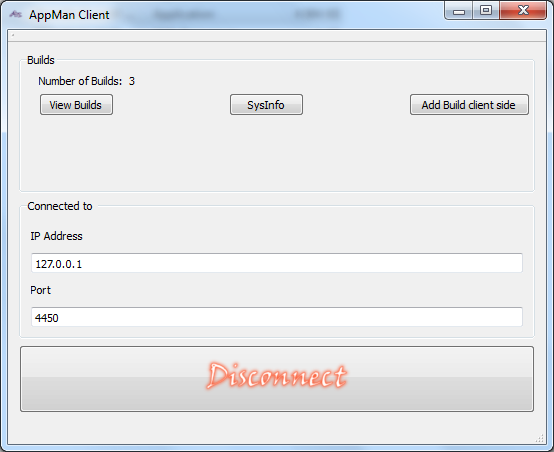 AppMan Client
Builds
Number of Builds: 3
View Builds
SysInfo
Add Build client side
Connected to
IP Address
127.0.0.1
Port
4450
Disconnect